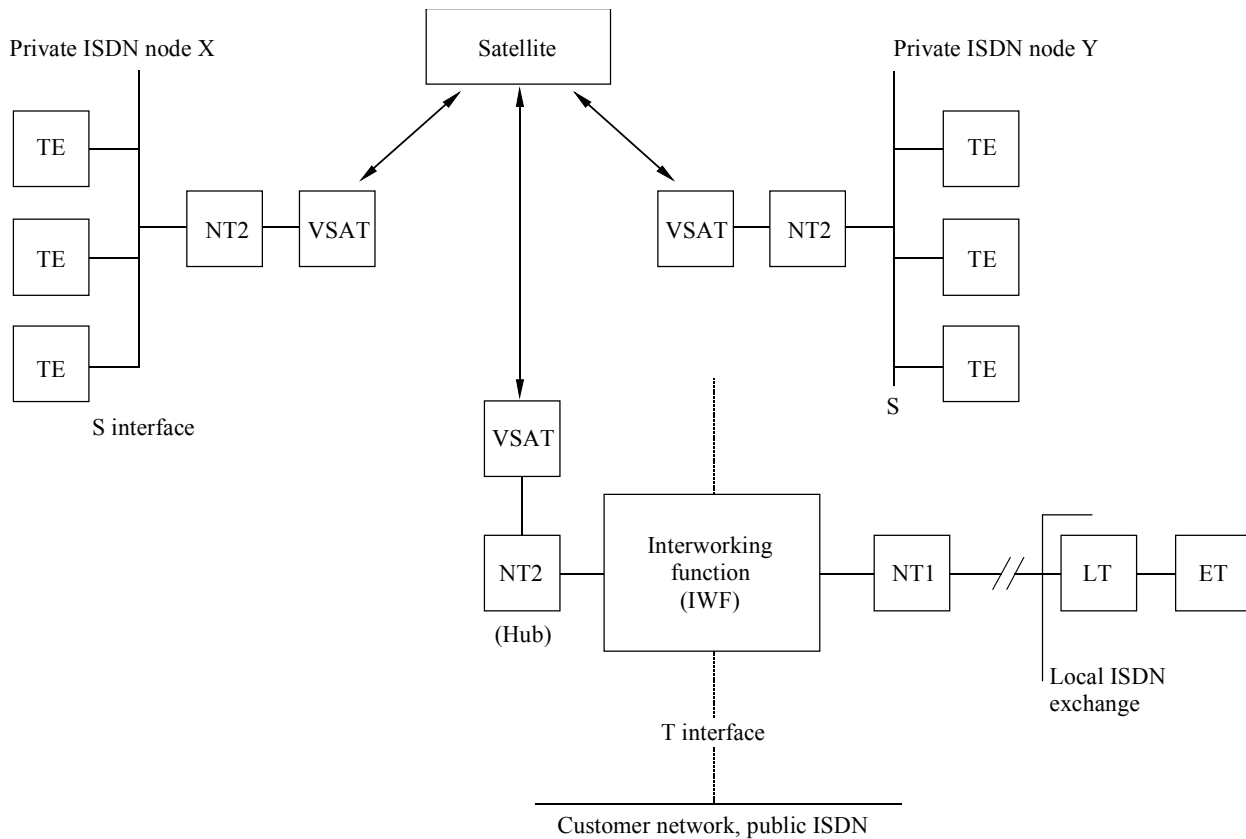 Private ISDN node X
Satellite
Private ISDN node Y
TE
TE
NT2
VSAT
VSAT
NT2
TE
TE
TE
TE
S interface
S
VSAT
NT2
(Hub)
Interworking
function
(IWF)
NT1
LT
ET
Local ISDN
exchange
T interface
Customer network, public ISDN